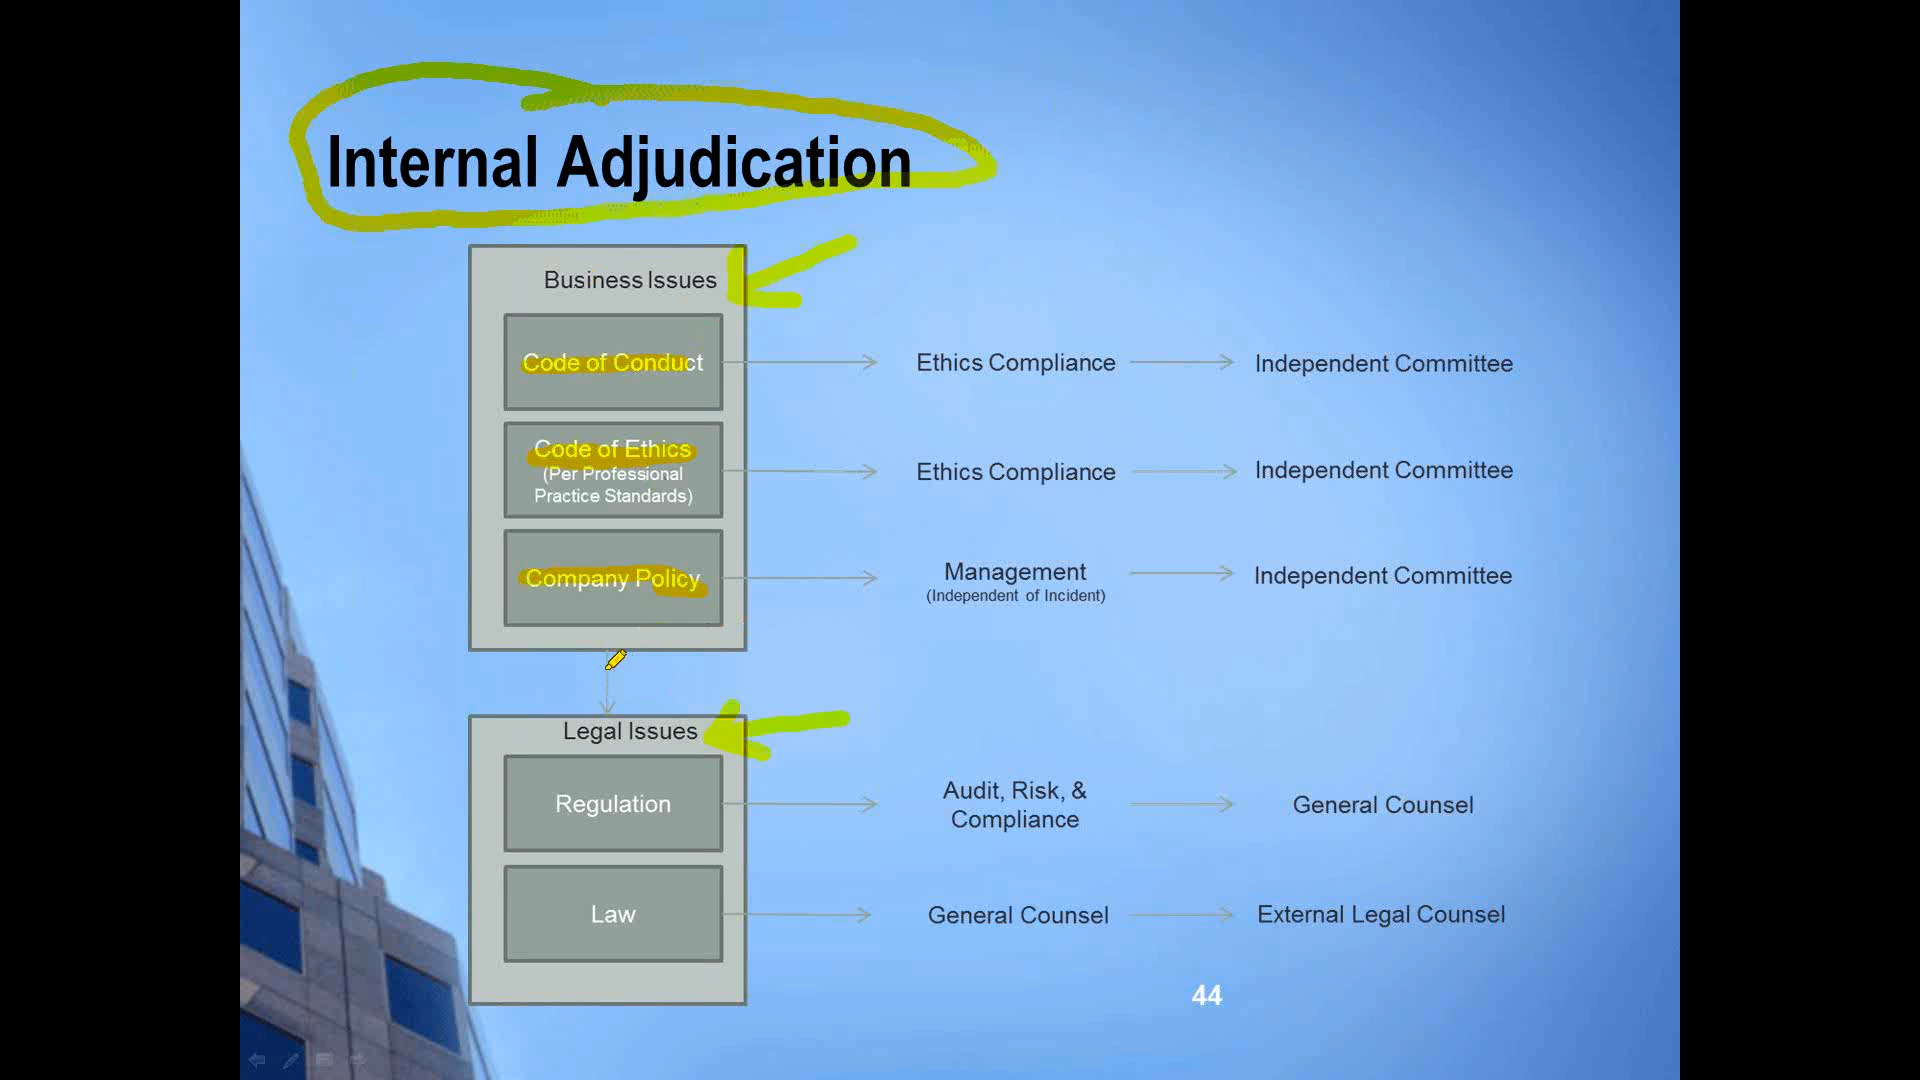 Internal Adjudication
Business Issues
Code of Conduct
Ethics Compliance
Independent Committee
Code of Ethics
(Per Professional
Practice Standards)
Ethics Compliance
Independent Committee
Company Policy
Management
(Independent of Incident)
Independent Committee
Legal Issues
Regulation
Audit, Risk, &
Compliance
General Counsel
Law
General Counsel
External Legal Counsel
44